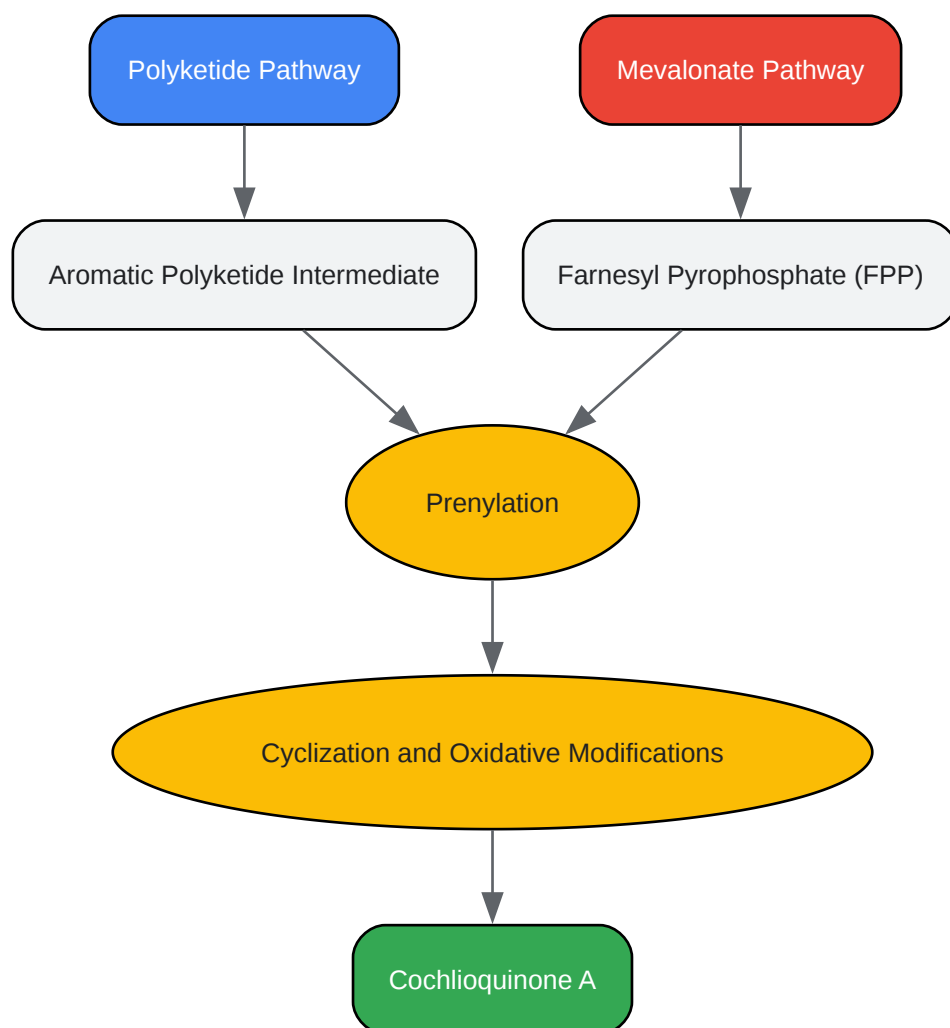 Polyketide Pathway
Mevalonate Pathway
Aromatic Polyketide Intermediate
Farnesyl Pyrophosphate (FPP)
Prenylation
Cyclization and Oxidative Modifications
Cochlioquinone A